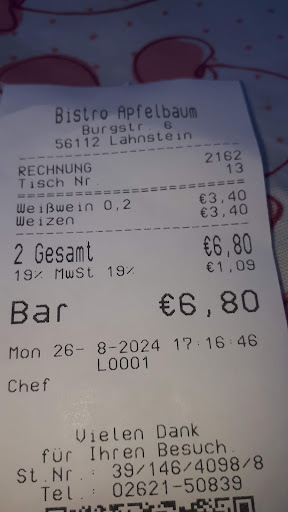 Bistro Apfelbaum
Burgstr. 6
56112 Lahnstein
RECHNUNG 2162
Tisch Nr. 13
Weißwein 0,2 €3,40
Weizen €3,40
2 Gesamt €6,80
19% MwSt 19% €1,09
Bar €6,80
Mon 26- 8-2024 17:16:46
L0001
Chef
Vielen Dank
für Ihren Besuch.
St.Nr.: 39/146/4098/8
Tel.: 02621-50839